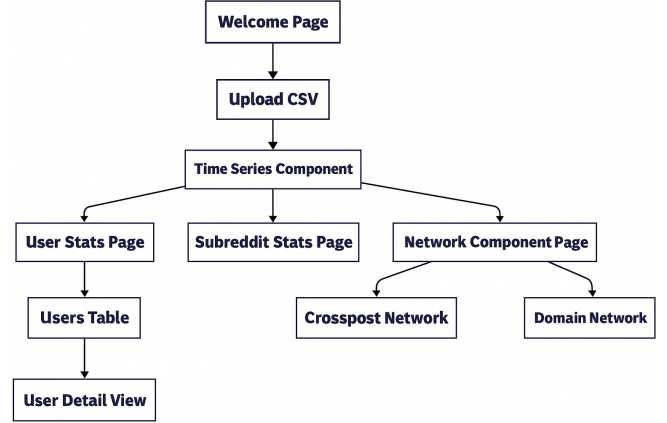 Welcome Page
Upload CSV
Time Series Component
User Stats Page
Subreddit Stats Page
Network Component Page
Users Table
Crosspost Network
Domain Network
User Detail View